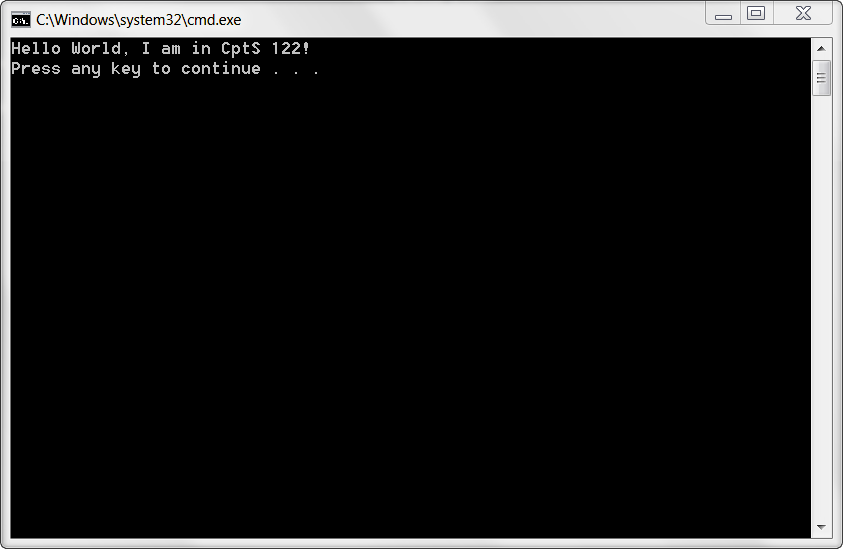 C:\Windows\system32\cmd.exe
Hello World, I am in CptS 122!
Press any key to continue . . .